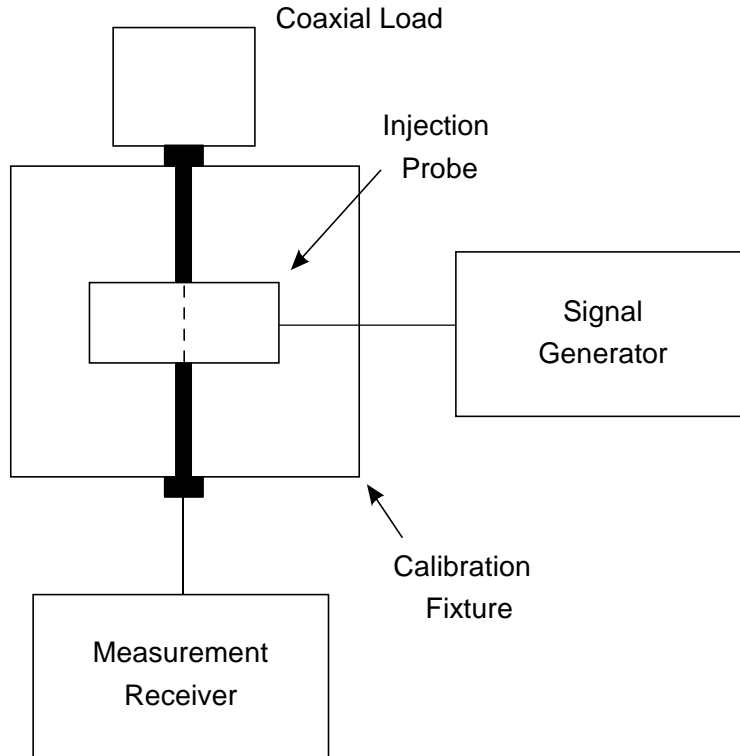 Coaxial Load
Injection
Probe
Signal
Generator
Calibration
Fixture
Measurement
Receiver